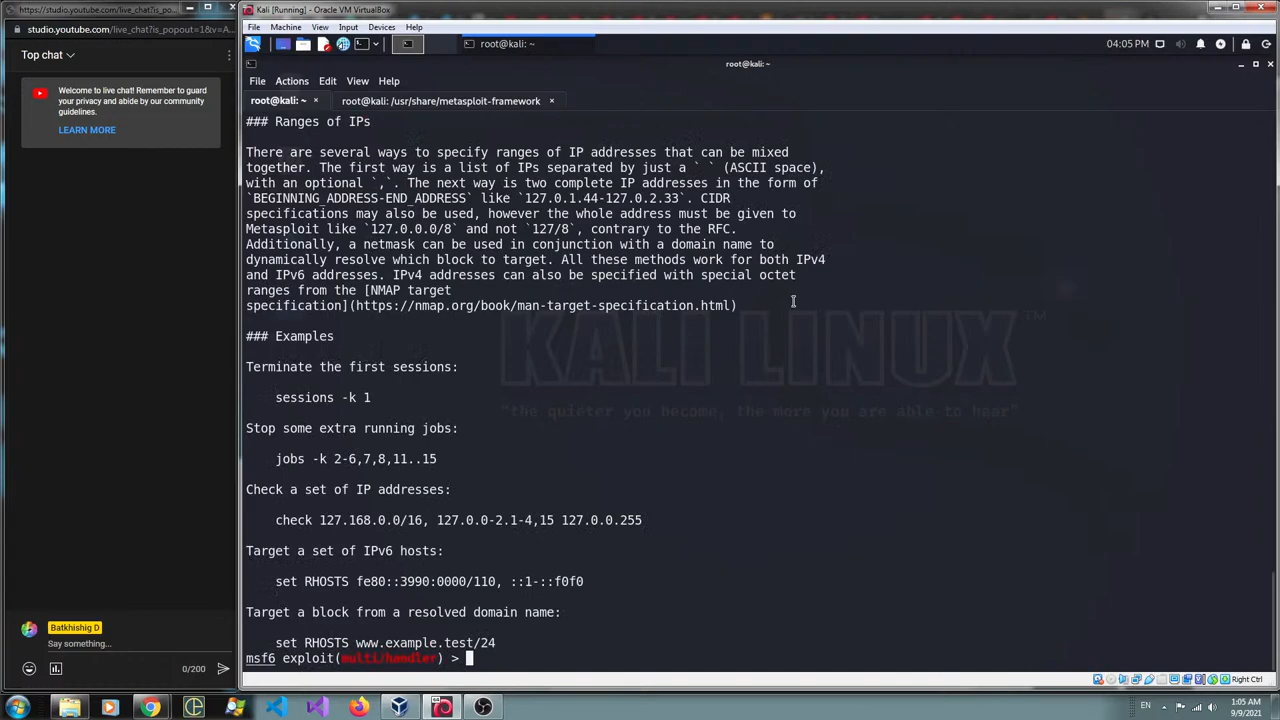 https://studio.youtube.com/live_chat?is_popout=1&v=A...
studio.youtube.com/live_chat?is_popout=1&v=A...
Top chat
Welcome to live chat! Remember to guard
your privacy and abide by our community
guidelines.
LEARN MORE
Batkhishig D
Say something...
0/200
Kali [Running] - Oracle VM VirtualBox
File Machine View Input Devices Help
root@kali: ~
04:05 PM
root@kali:~
File Actions Edit View Help
root@kali: ~ ×
root@kali: /usr/share/metasploit-framework ×
### Ranges of IPs
There are several ways to specify ranges of IP addresses that can be mixed
together. The first way is a list of IPs separated by just a ` ` (ASCII space),
with an optional `,`. The next way is two complete IP addresses in the form of
`BEGINNING_ADDRESS-END_ADDRESS` like `127.0.1.44-127.0.2.33`. CIDR
specifications may also be used, however the whole address must be given to
Metasploit like `127.0.0.0/8` and not `127/8`, contrary to the RFC.
Additionally, a netmask can be used in conjunction with a domain name to
dynamically resolve which block to target. All these methods work for both IPv4
and IPv6 addresses. IPv4 addresses can also be specified with special octet
ranges from the [NMAP target
specification](https://nmap.org/book/man-target-specification.html)
### Examples
Terminate the first sessions:
sessions -k 1
Stop some extra running jobs:
jobs -k 2-6,7,8,11..15
Check a set of IP addresses:
check 127.168.0.0/16, 127.0.0-2.1-4,15 127.0.0.255
Target a set of IPv6 hosts:
set RHOSTS fe80::3990:0000/110, ::1-::f0f0
Target a block from a resolved domain name:
set RHOSTS www.example.test/24
msf6 exploit(multi/handler) >
KALI LINUX™
"the quieter you become, the more you are able to hear"
Right Ctrl
EN
1:05 AM
9/9/2021